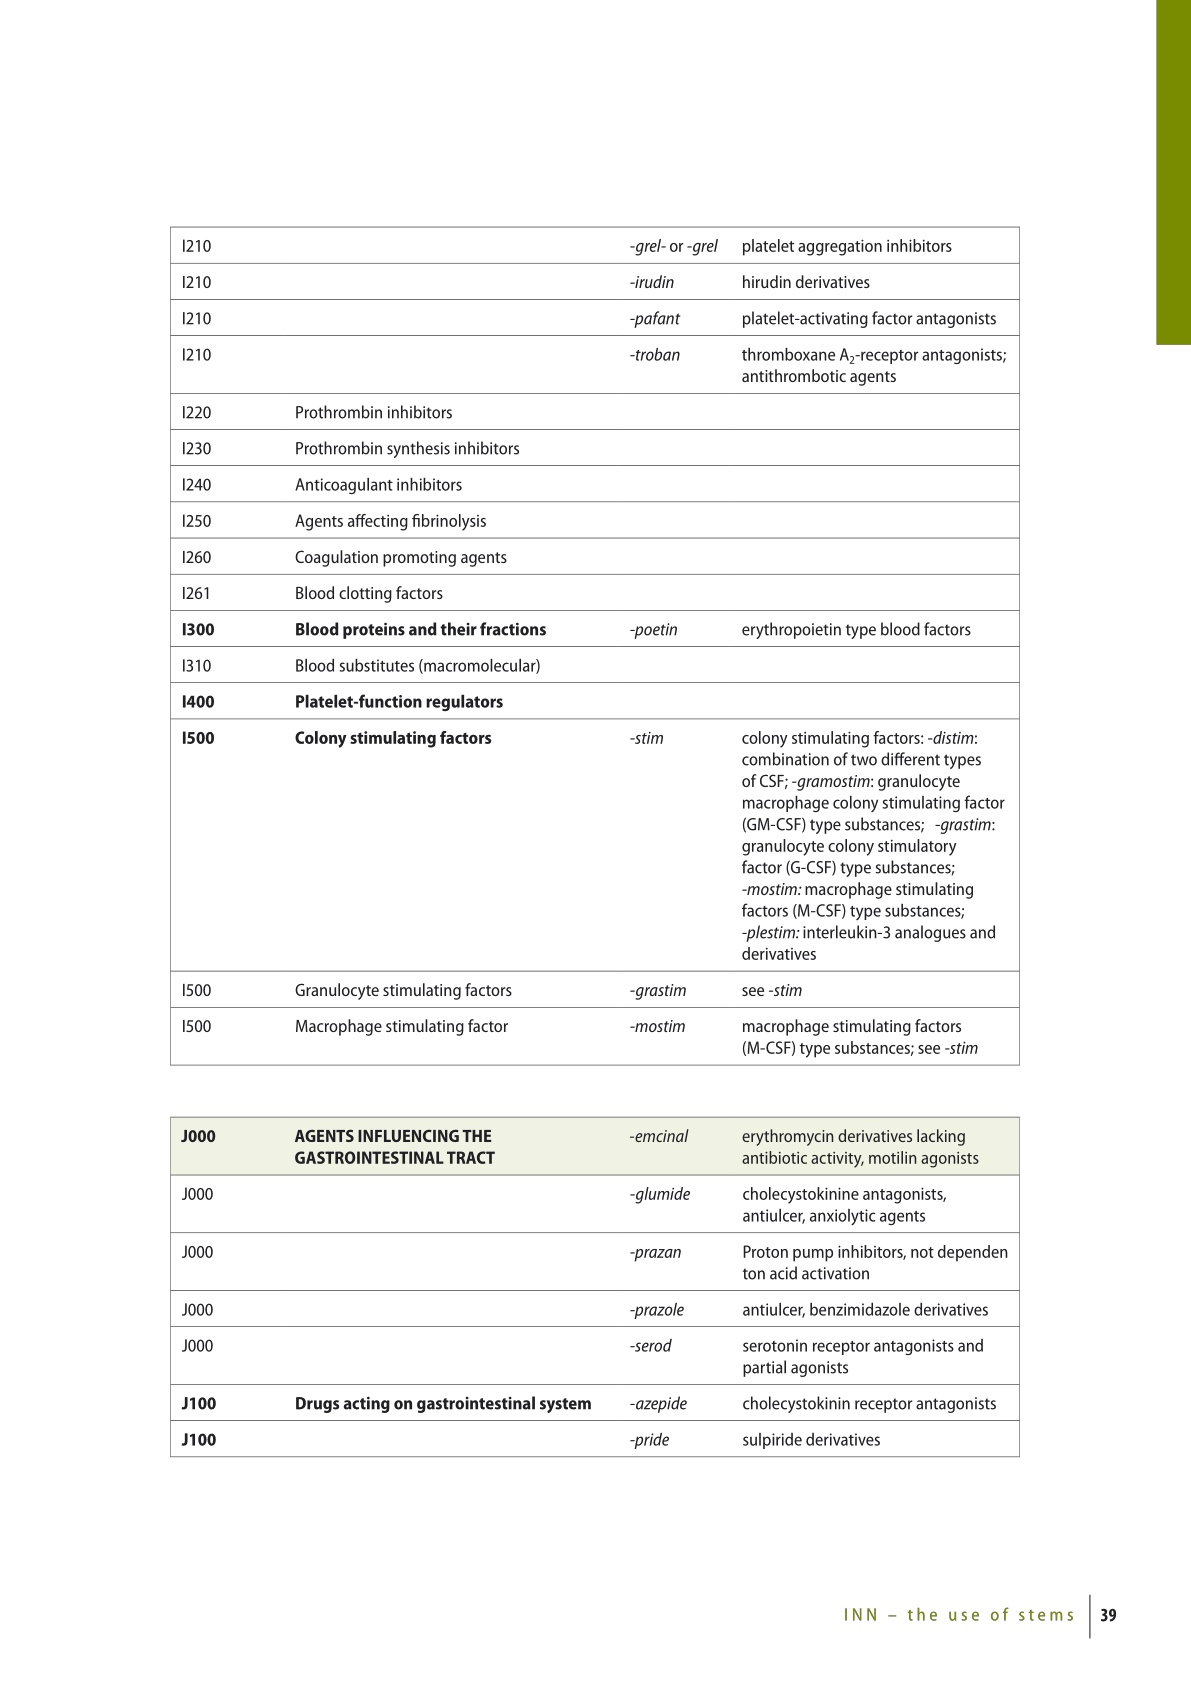 I210 -grel- or -grel platelet aggregation inhibitors
I210 -irudin hirudin derivatives
I210 -pafant platelet-activating factor antagonists
I210 -troban thromboxane A2-receptor antagonists;
antithrombotic agents
I220 Prothrombin inhibitors
I230 Prothrombin synthesis inhibitors
I240 Anticoagulant inhibitors
I250 Agents affecting fibrinolysis
I260 Coagulation promoting agents
I261 Blood clotting factors
I300 Blood proteins and their fractions -poetin erythropoietin type blood factors
I310 Blood substitutes (macromolecular)
I400 Platelet-function regulators
I500 Colony stimulating factors -stim colony stimulating factors: -distim:
combination of two different types
of CSF; -gramostim: granulocyte
macrophage colony stimulating factor
(GM-CSF) type substances; -grastim:
granulocyte colony stimulatory
factor (G-CSF) type substances;
-mostim: macrophage stimulating
factors (M-CSF) type substances;
-plestim: interleukin-3 analogues and
derivatives
I500 Granulocyte stimulating factors -grastim see -stim
I500 Macrophage stimulating factor -mostim macrophage stimulating factors
(M-CSF) type substances; see -stim
J000 AGENTS INFLUENCING THE -emcinal erythromycin derivatives lacking
GASTROINTESTINAL TRACT antibiotic activity, motilin agonists
J000 -glumide cholecystokinine antagonists,
antiulcer, anxiolytic agents
J000 -prazan Proton pump inhibitors, not dependen
ton acid activation
J000 -prazole antiulcer, benzimidazole derivatives
J000 -serod serotonin receptor antagonists and
partial agonists
J100 Drugs acting on gastrointestinal system -azepide cholecystokinin receptor antagonists
J100 -pride sulpiride derivatives
INN – the use of stems 39